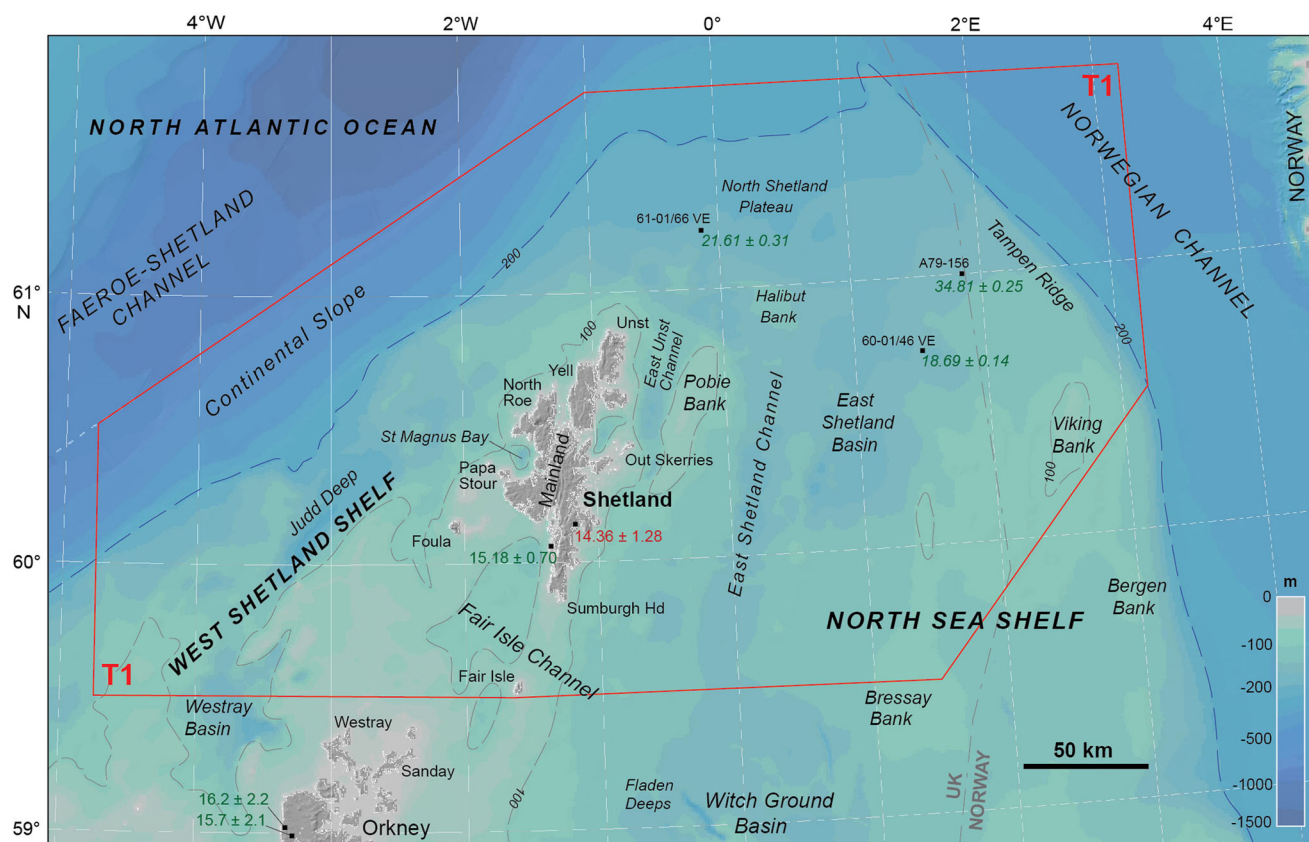 4°W
2°W
0°
2°E
4°E
T1
NORTH ATLANTIC OCEAN
NORWEGIAN CHANNEL
NORWAY
North Shetland
Plateau
61-01/66 VE
21.61 ± 0.31
FAEROE-SHETLAND
CHANNEL
200
Tampen Ridge
A79-156
34.81 ± 0.25
61°
N
Continental Slope
Halibut
Bank
100
Unst
200
60-01/46 VE
18.69 ± 0.14
East Unst
Channel
Yell
North
Roe
Pobie
Bank
East
Shetland
Basin
Viking
Bank
St Magnus Bay
Out Skerries
Papa
Stour
Mainland
100
Judd Deep
Shetland
East Shetland Channel
WEST SHETLAND SHELF
Foula
14.36 ± 1.28
15.18 ± 0.70
60°
Bergen
Bank
m
0
-100
-200
-500
-1000
-1500
Sumburgh Hd
NORTH SEA SHELF
Fair Isle Channel
T1
Fair Isle
Westray
Basin
Bressay
Bank
Westray
50 km
Sanday
UK
NORWAY
Fladen
Deeps
Witch Ground
Basin
100
16.2 ± 2.2
15.7 ± 2.1
Orkney
59°